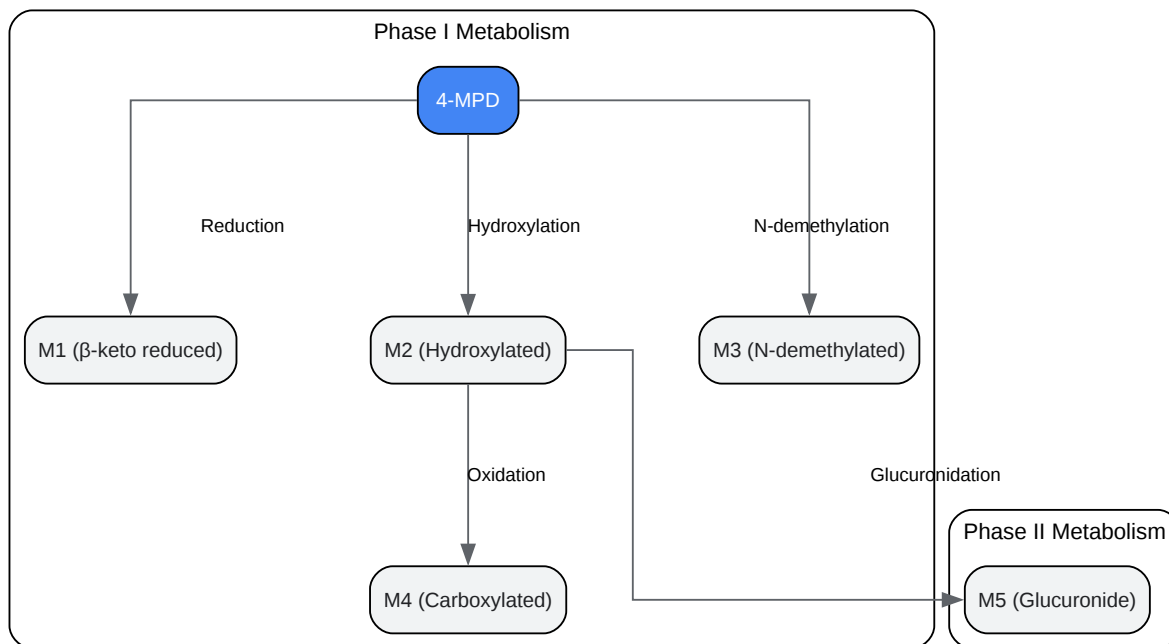 Phase I Metabolism
4-MPD
Reduction
Hydroxylation
N-demethylation
M1 (β-keto reduced)
M2 (Hydroxylated)
M3 (N-demethylated)
Oxidation
Glucuronidation
Phase II Metabolism
M4 (Carboxylated)
M5 (Glucuronide)